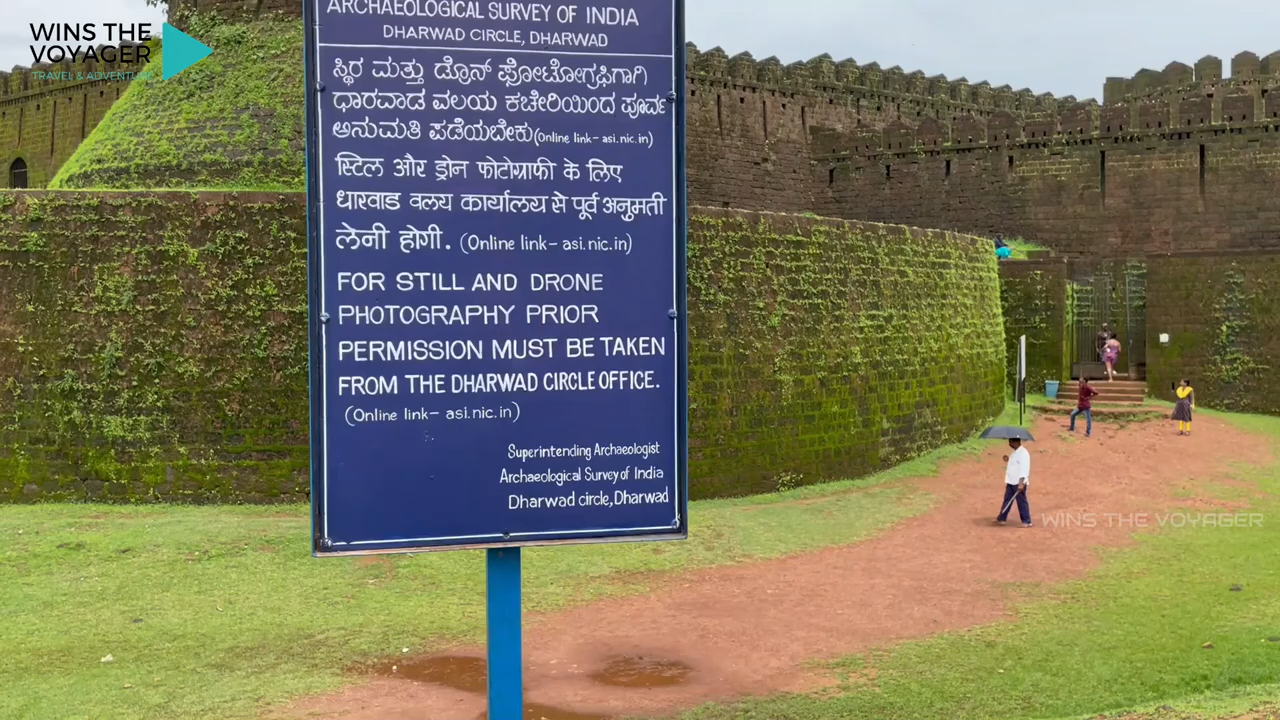 WINS THE
VOYAGER
TRAVEL & ADVENTURE
ARCHAEOLOGICAL SURVEY OF INDIA
DHARWAD CIRCLE, DHARWAD
ಸ್ಥಿರ ಮತ್ತು ಡ್ರೊನ್ ಫೋಟೋಗ್ರಫಿಗಾಗಿ
ಧಾರವಾಡ ವಲಯ ಕಚೇರಿಯಿಂದ ಪೂರ್ವ
ಅನುಮತಿ ಪಡೆಯಬೇಕು(Online link- asi.nic.in)
स्टिल और ड्रोन फोटोग्राफी के लिए
धारवाड वलय कार्यालय से पूर्व अनुमती
लेनी होगी. (Online link- asi.nic.in)
FOR STILL AND DRONE
PHOTOGRAPHY PRIOR
PERMISSION MUST BE TAKEN
FROM THE DHARWAD CIRCLE OFFICE.
(Online link- asi.nic.in)
Superintending Archaeologist
Archaeological Survey of India
Dharwad circle, Dharwad
WINS THE VOYAGER